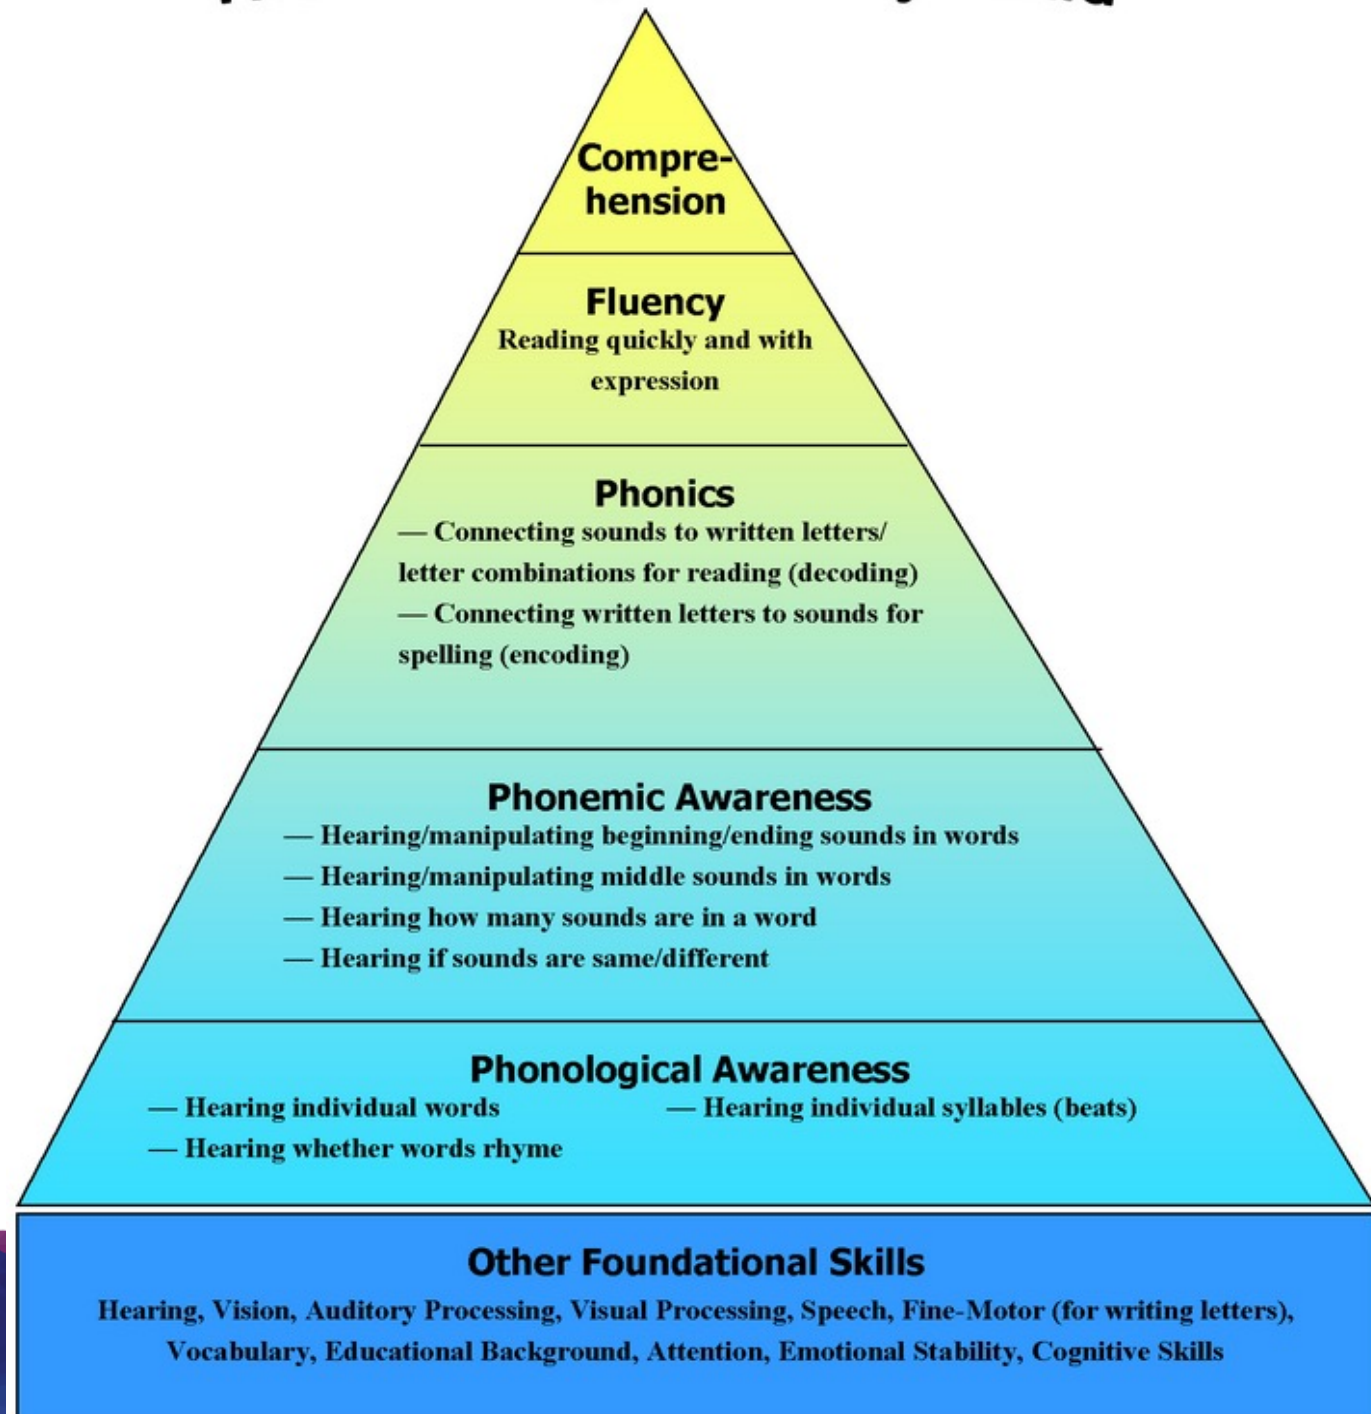 Compre-
hension
Fluency
Reading quickly and with
expression
Phonics
— Connecting sounds to written letters/
letter combinations for reading (decoding)
— Connecting written letters to sounds for
spelling (encoding)
Phonemic Awareness
— Hearing/manipulating beginning/ending sounds in words
— Hearing/manipulating middle sounds in words
— Hearing how many sounds are in a word
— Hearing if sounds are same/different
Phonological Awareness
— Hearing individual words — Hearing individual syllables (beats)
— Hearing whether words rhyme
Other Foundational Skills
Hearing, Vision, Auditory Processing, Visual Processing, Speech, Fine-Motor (for writing letters),
Vocabulary, Educational Background, Attention, Emotional Stability, Cognitive Skills